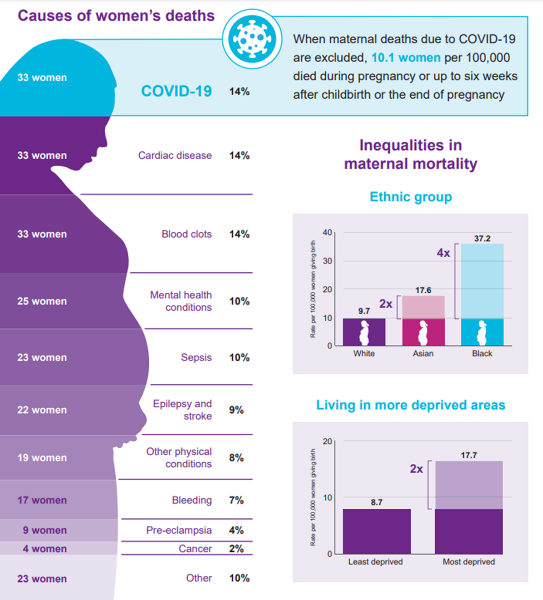 Causes of women's deaths
When maternal deaths due to COVID-19
are excluded, 10.1 women per 100,000
died during pregnancy or up to six weeks
after childbirth or the end of pregnancy
33 women COVID-19 14%
33 women Cardiac disease 14%
33 women Blood clots 14%
25 women Mental health
conditions 10%
23 women Sepsis 10%
22 women Epilepsy and
stroke 9%
19 women Other physical
conditions 8%
17 women Bleeding 7%
9 women Pre-eclampsia 4%
4 women Cancer 2%
23 women Other 10%
Inequalities in
maternal mortality
Ethnic group
Rate per 100,000 women giving birth
40
30
20
10
0
9.7
2x
17.6
4x
37.2
White Asian Black
Living in more deprived areas
Rate per 100,000 women giving birth
20
10
0
8.7
2x
17.7
Least deprived Most deprived